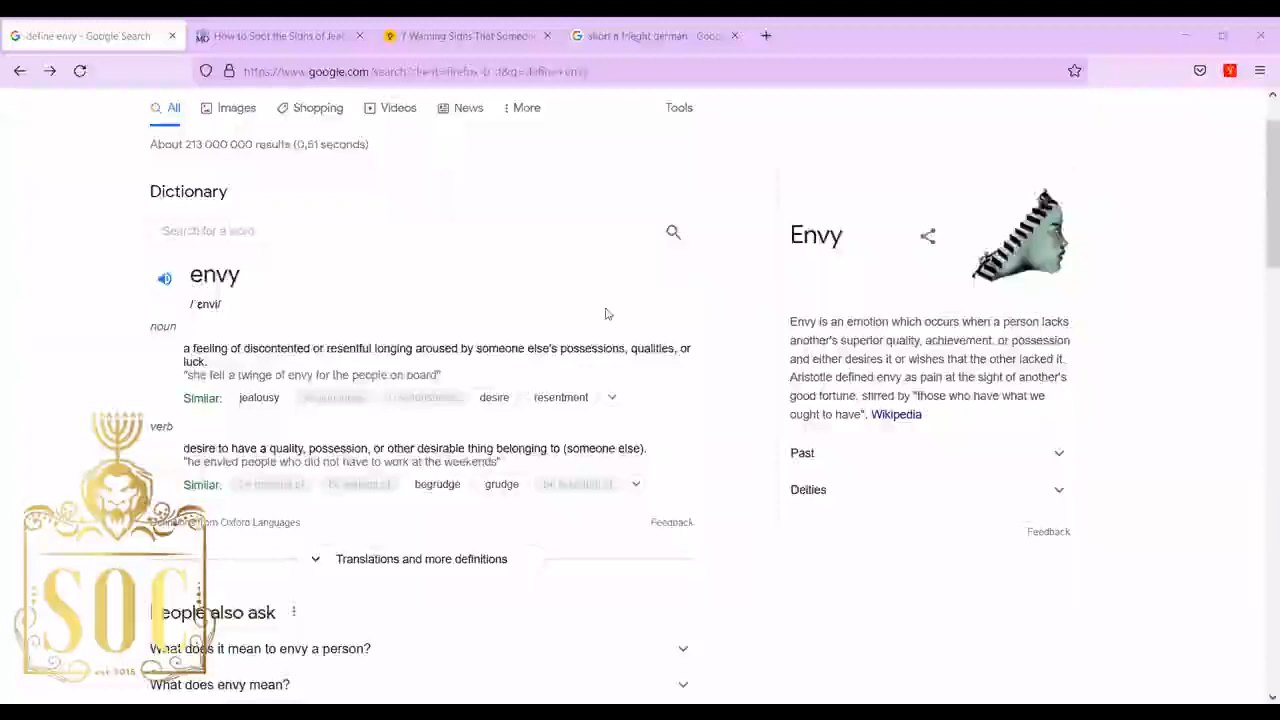 define envy - Google Search
How to Spot the Signs of Jeal
7 Warning Signs That Someone
https://www.google.com
All
Images
Shopping
Videos
News
More
Tools
About 213 000 000 results (0,51 seconds)
Dictionary
Search for a word
envy
/ˈɛnvi/
noun
a feeling of discontented or resentful longing aroused by someone else's possessions, qualities, or
luck.
"she felt a twinge of envy for the people on board"
Similar:
jealousy
desire
resentment
verb
desire to have a quality, possession, or other desirable thing belonging to (someone else).
"he envied people who did not have to work at the weekends"
Similar:
begrudge
grudge
from Oxford Languages
Feedback
Translations and more definitions
People also ask
What does it mean to envy a person?
What does envy mean?
Envy
Envy is an emotion which occurs when a person lacks
another's superior quality, achievement, or possession
and either desires it or wishes that the other lacked it.
Aristotle defined envy as pain at the sight of another's
good fortune, stirred by "those who have what we
ought to have". Wikipedia
Past
Deities
Feedback
SOC
est 2015